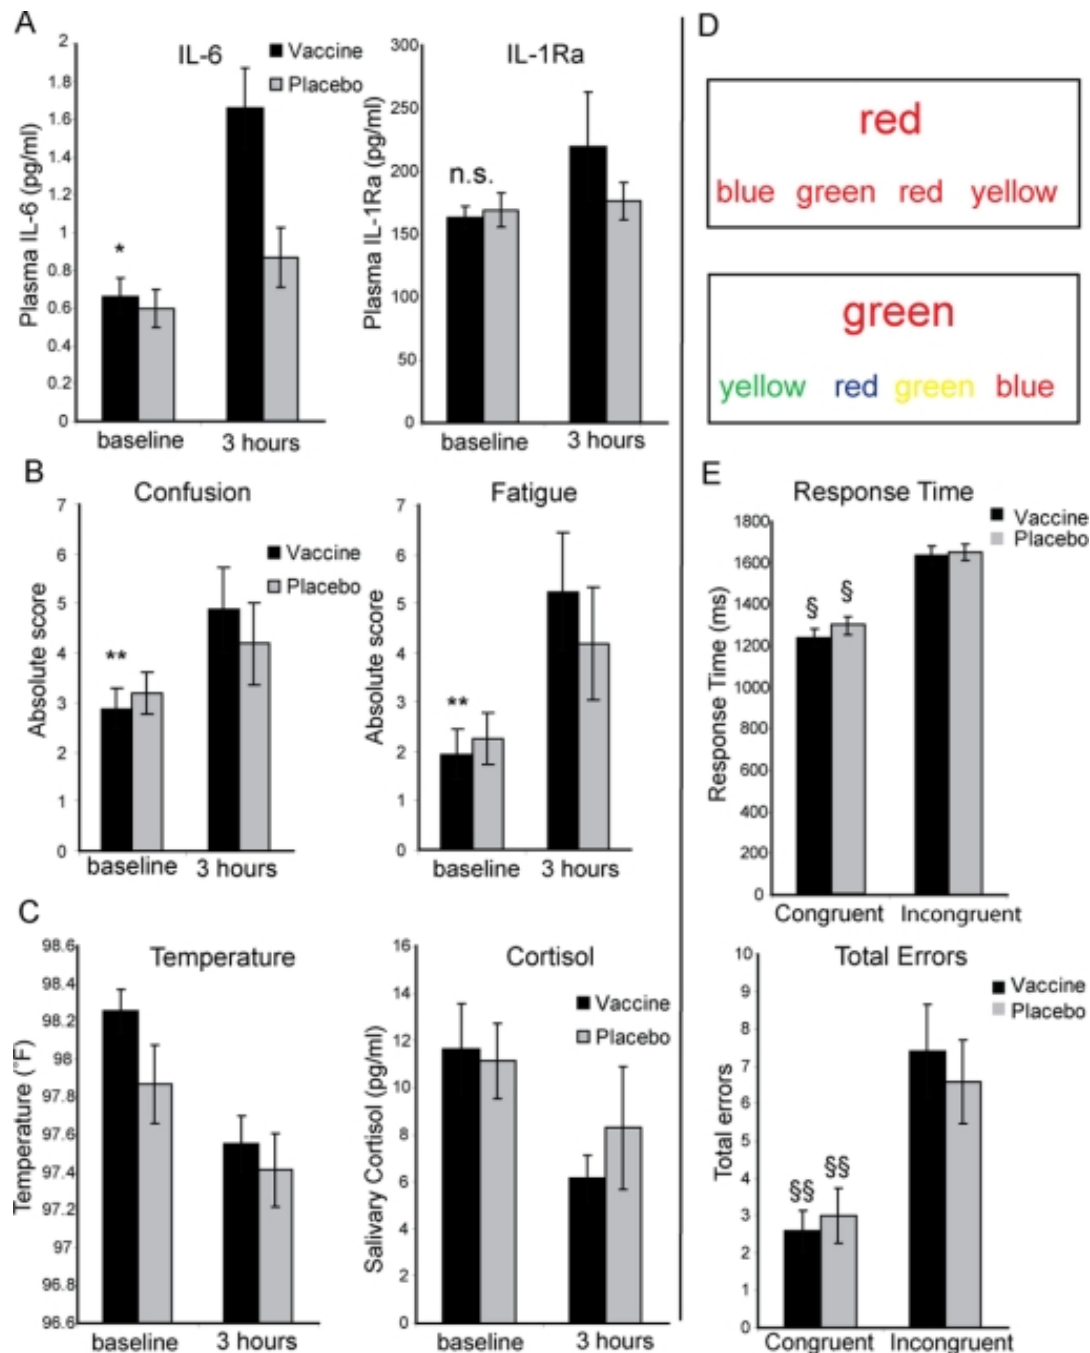 A
IL-6
Vaccine
Placebo
Plasma IL-6 (pg/ml)
2
1.8
1.6
1.4
1.2
1
0.8
0.6
0.4
0.2
0
*
baseline 3 hours
IL-1Ra
Plasma IL-1Ra (pg/ml)
300
250
200
150
100
50
0
n.s.
baseline 3 hours
B
Confusion
Vaccine
Placebo
Absolute score
7
6
5
4
3
2
1
0
**
baseline 3 hours
Fatigue
Absolute score
7
6
5
4
3
2
1
0
**
baseline 3 hours
C
Temperature
Temperature (°F)
98.6
98.4
98.2
98
97.8
97.6
97.4
97.2
97
96.8
96.6
baseline 3 hours
Cortisol
Vaccine
Placebo
Salivary Cortisol (pg/ml)
16
14
12
10
8
6
4
2
0
baseline 3 hours
D
red
blue green red yellow
green
yellow red green blue
E
Response Time
Vaccine
Placebo
Response Time (ms)
1800
1600
1400
1200
1000
800
600
400
200
0
§ §
Congruent Incongruent
Total Errors
Vaccine
Placebo
Total errors
10
9
8
7
6
5
4
3
2
1
0
§§ §§
Congruent Incongruent